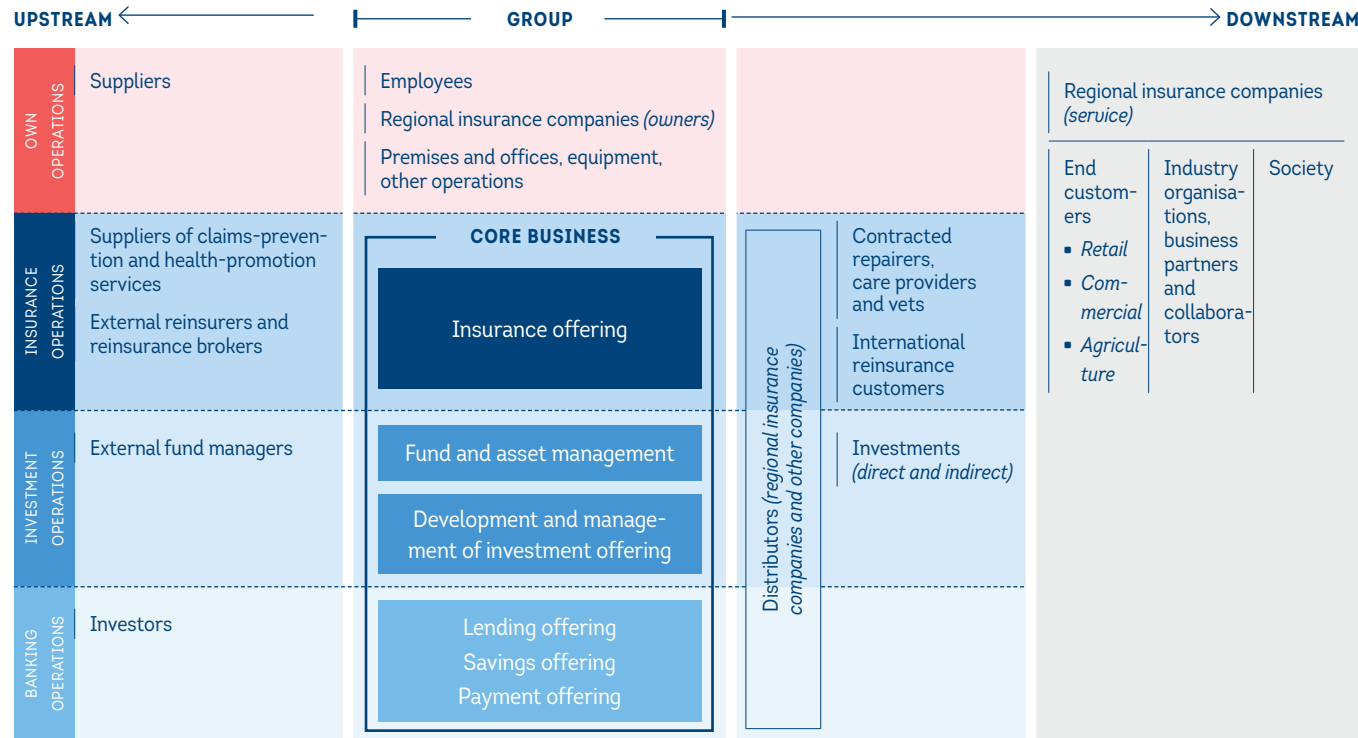 UPSTREAM
GROUP
DOWNSTREAM
OWN
OPERATIONS
Suppliers
Employees
Regional insurance companies (owners)
Premises and offices, equipment,
other operations
Regional insurance companies
(service)
End
custom-
ers
Retail
Com-
mercial
Agricul-
ture
Industry
organisa-
tions,
business
partners
and
collabora-
tors
Society
INSURANCE
OPERATIONS
Suppliers of claims-preven-
tion and health-promotion
services
External reinsurers and
reinsurance brokers
CORE BUSINESS
Insurance offering
Distributors (regional insurance
companies and other companies)
Contracted
repairers,
care providers
and vets
International
reinsurance
customers
INVESTMENT
OPERATIONS
External fund managers
Fund and asset management
Development and manage-
ment of investment offering
Investments
(direct and indirect)
BANKING
OPERATIONS
Investors
Lending offering
Savings offering
Payment offering